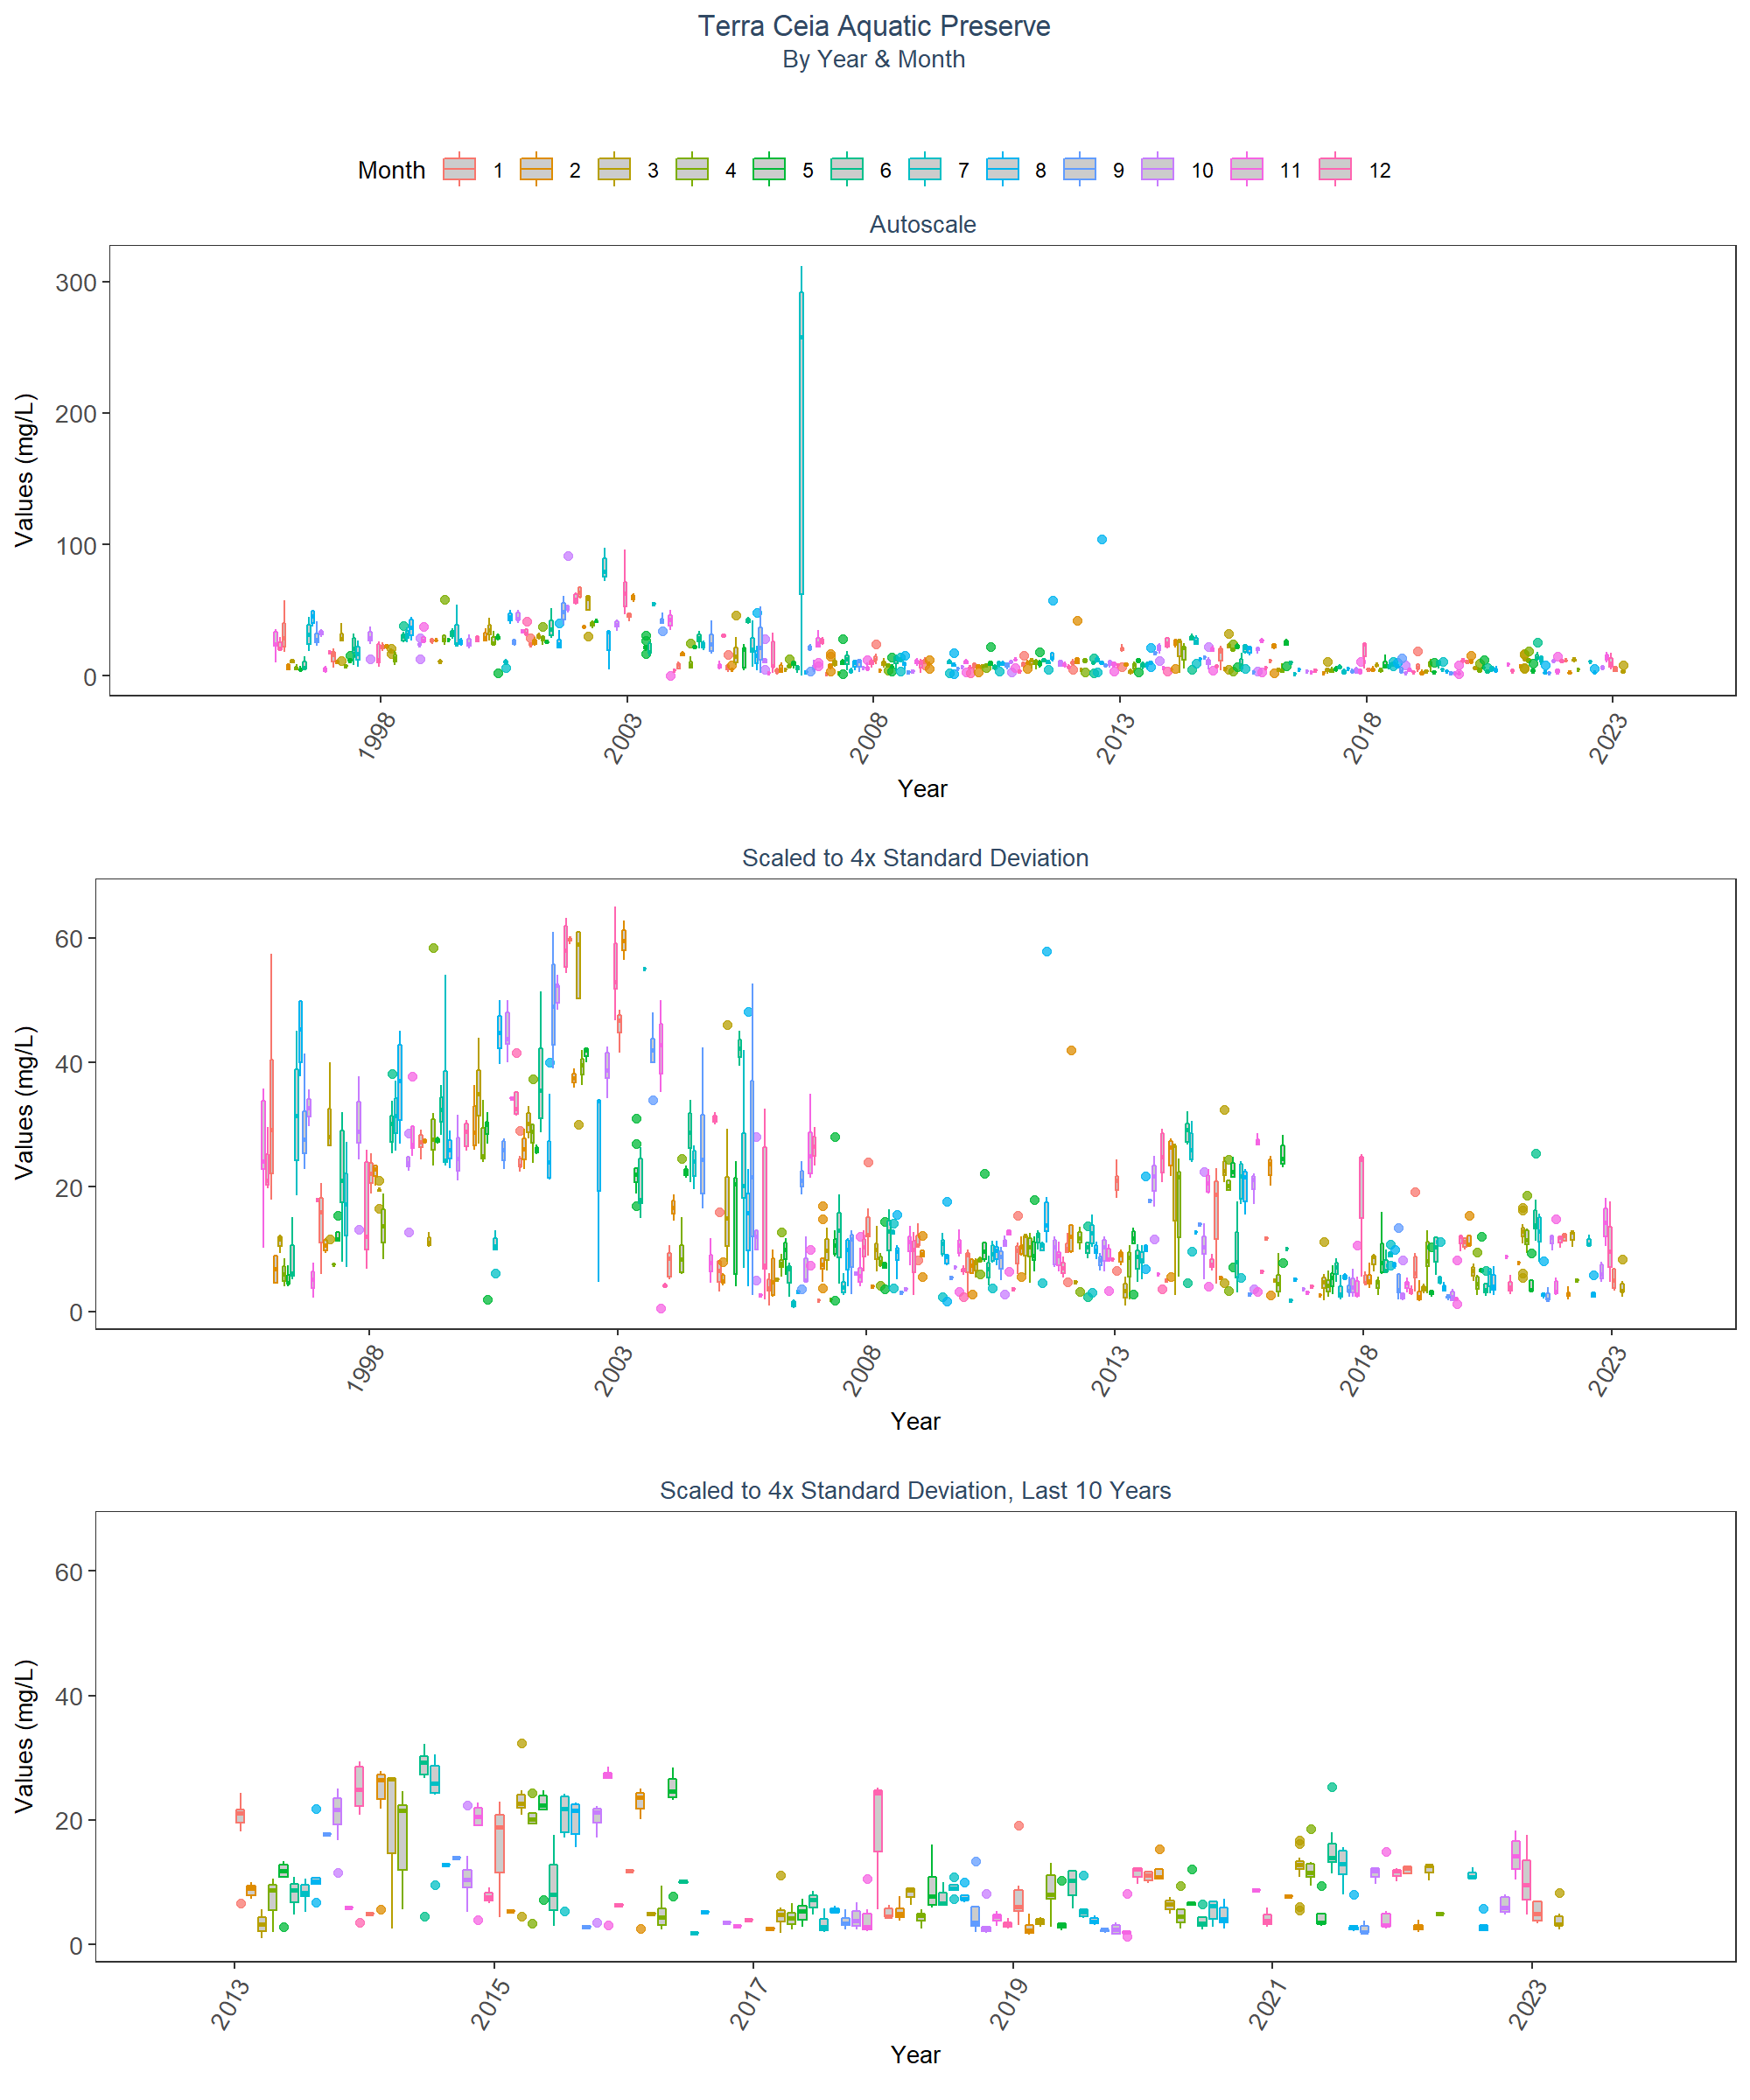 Terra Ceia Aquatic Preserve
By Year & Month
Month 1 2 3 4 5 6 7 8 9 10 11 12
Autoscale
Values (mg/L)
300
200
100
0
1998 2003 2008 2013 2018 2023
Year
Scaled to 4x Standard Deviation
Values (mg/L)
60
40
20
0
1998 2003 2008 2013 2018 2023
Year
Scaled to 4x Standard Deviation, Last 10 Years
Values (mg/L)
60
40
20
0
2013 2015 2017 2019 2021 2023
Year